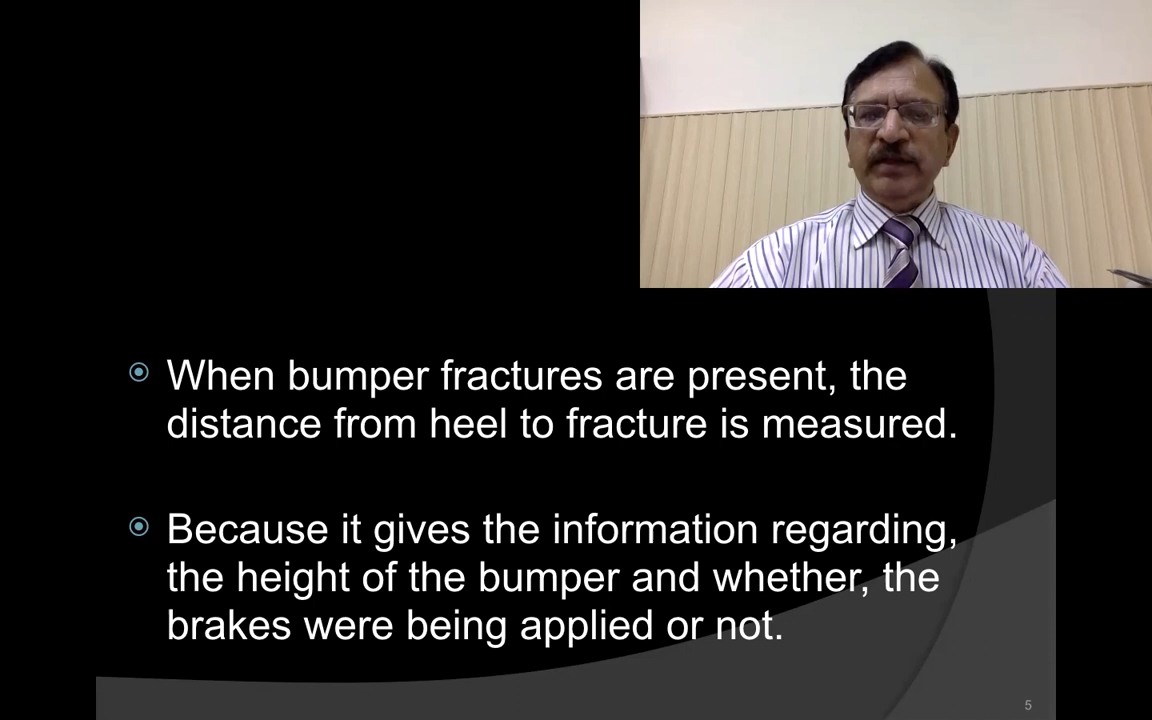 When bumper fractures are present, the
distance from heel to fracture is measured.
Because it gives the information regarding,
the height of the bumper and whether, the
brakes were being applied or not.
5